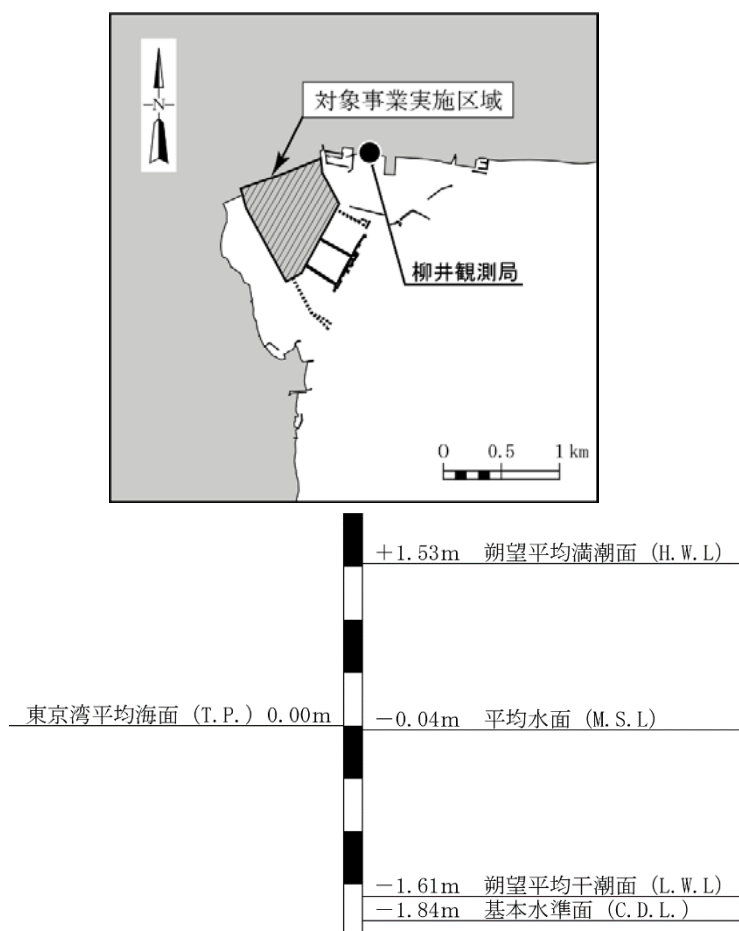 N
対象事業実施区域
柳井観測局
0 0.5 1 km
+1.53m 朔望平均満潮面 (H.W.L)
東京湾平均海面 (T.P.) 0.00m
-0.04m 平均水面 (M.S.L)
-1.61m 朔望平均干潮面 (L.W.L)
-1.84m 基本水準面 (C.D.L.)